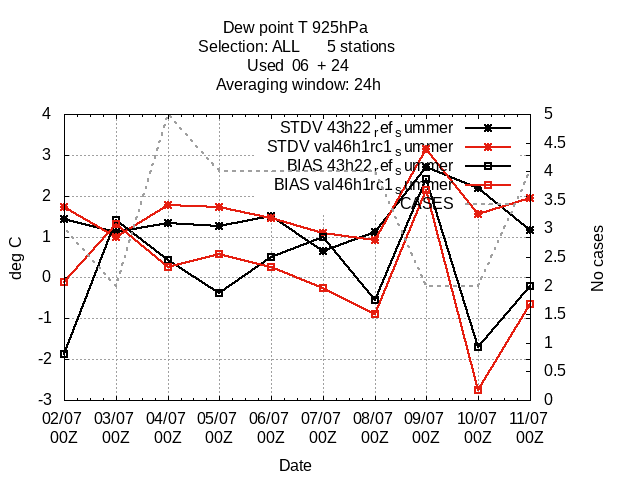 Dew point T 925hPa
Selection: ALL 5 stations
Used 06 + 24
Averaging window: 24h
STDV 43h22refsummer
STDV val46h1rc1summer
BIAS 43h22refsummer
BIAS val46h1rc1summer
CASES
4
3
2
1
0
-1
-2
-3
deg C
5
4.5
4
3.5
3
2.5
2
1.5
1
0.5
0
No cases
02/07 03/07 04/07 05/07 06/07 07/07 08/07 09/07 10/07 11/07
00Z 00Z 00Z 00Z 00Z 00Z 00Z 00Z 00Z 00Z
Date